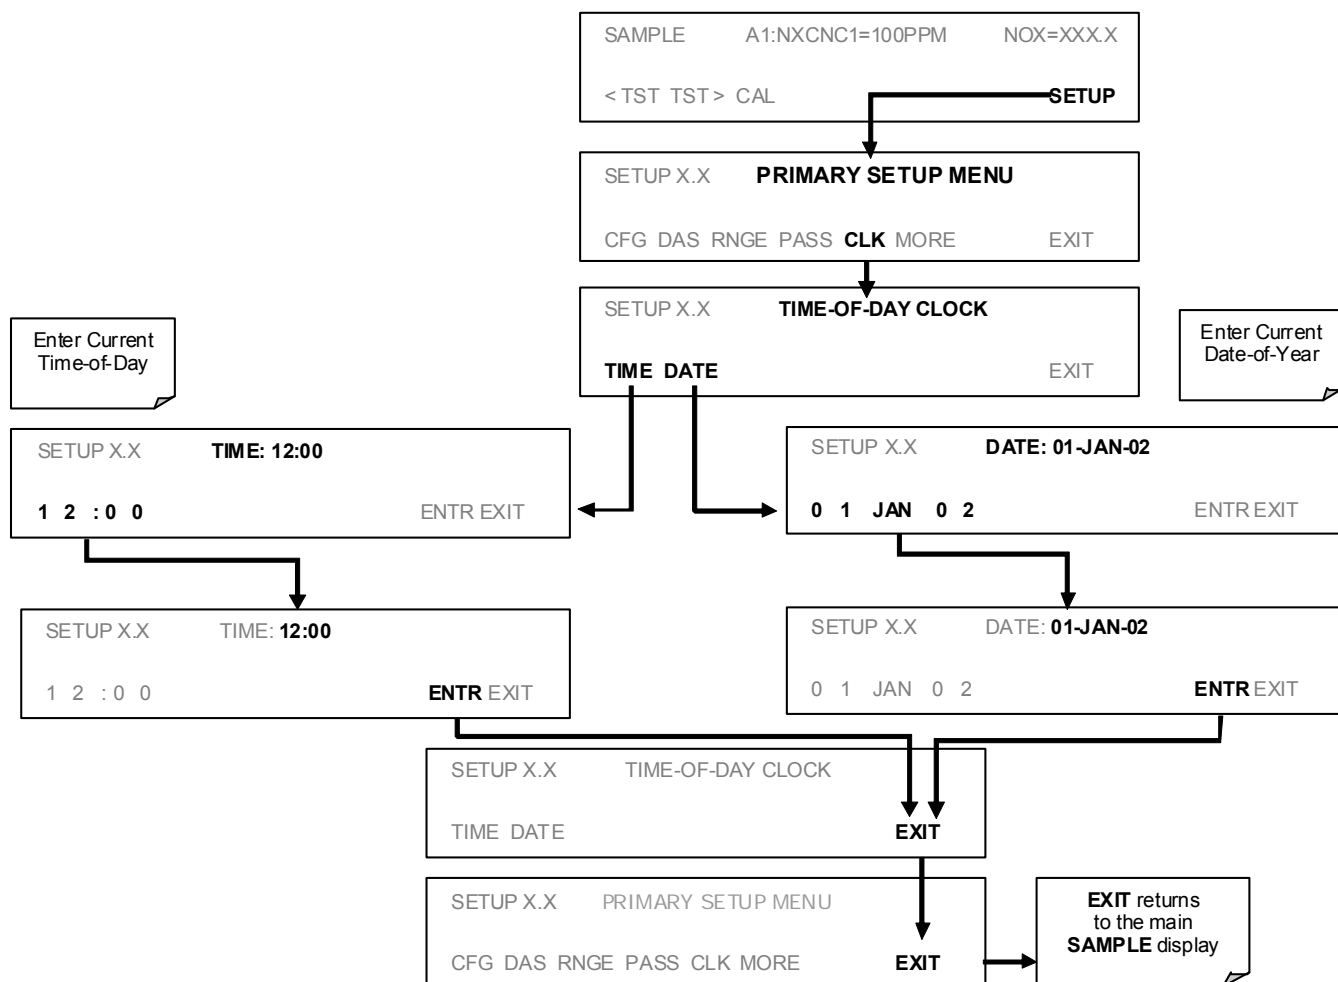 SAMPLE A1:NXCNC1=100PPM NOX=XXX.X
< TST TST > CAL SETUP
SETUP X.X PRIMARY SETUP MENU
CFG DAS RNGE PASS CLK MORE EXIT
SETUP X.X TIME-OF-DAY CLOCK
TIME DATE EXIT
Enter Current
Time-of-Day
Enter Current
Date-of-Year
SETUP X.X TIME: 12:00
1 2 : 0 0 ENTR EXIT
SETUP X.X DATE: 01-JAN-02
0 1 JAN 0 2 ENTR EXIT
SETUP X.X TIME: 12:00
1 2 : 0 0 ENTR EXIT
SETUP X.X DATE: 01-JAN-02
0 1 JAN 0 2 ENTR EXIT
SETUP X.X TIME-OF-DAY CLOCK
TIME DATE EXIT
SETUP X.X PRIMARY SETUP MENU
CFG DAS RNGE PASS CLK MORE EXIT
EXIT returns
to the main
SAMPLE display